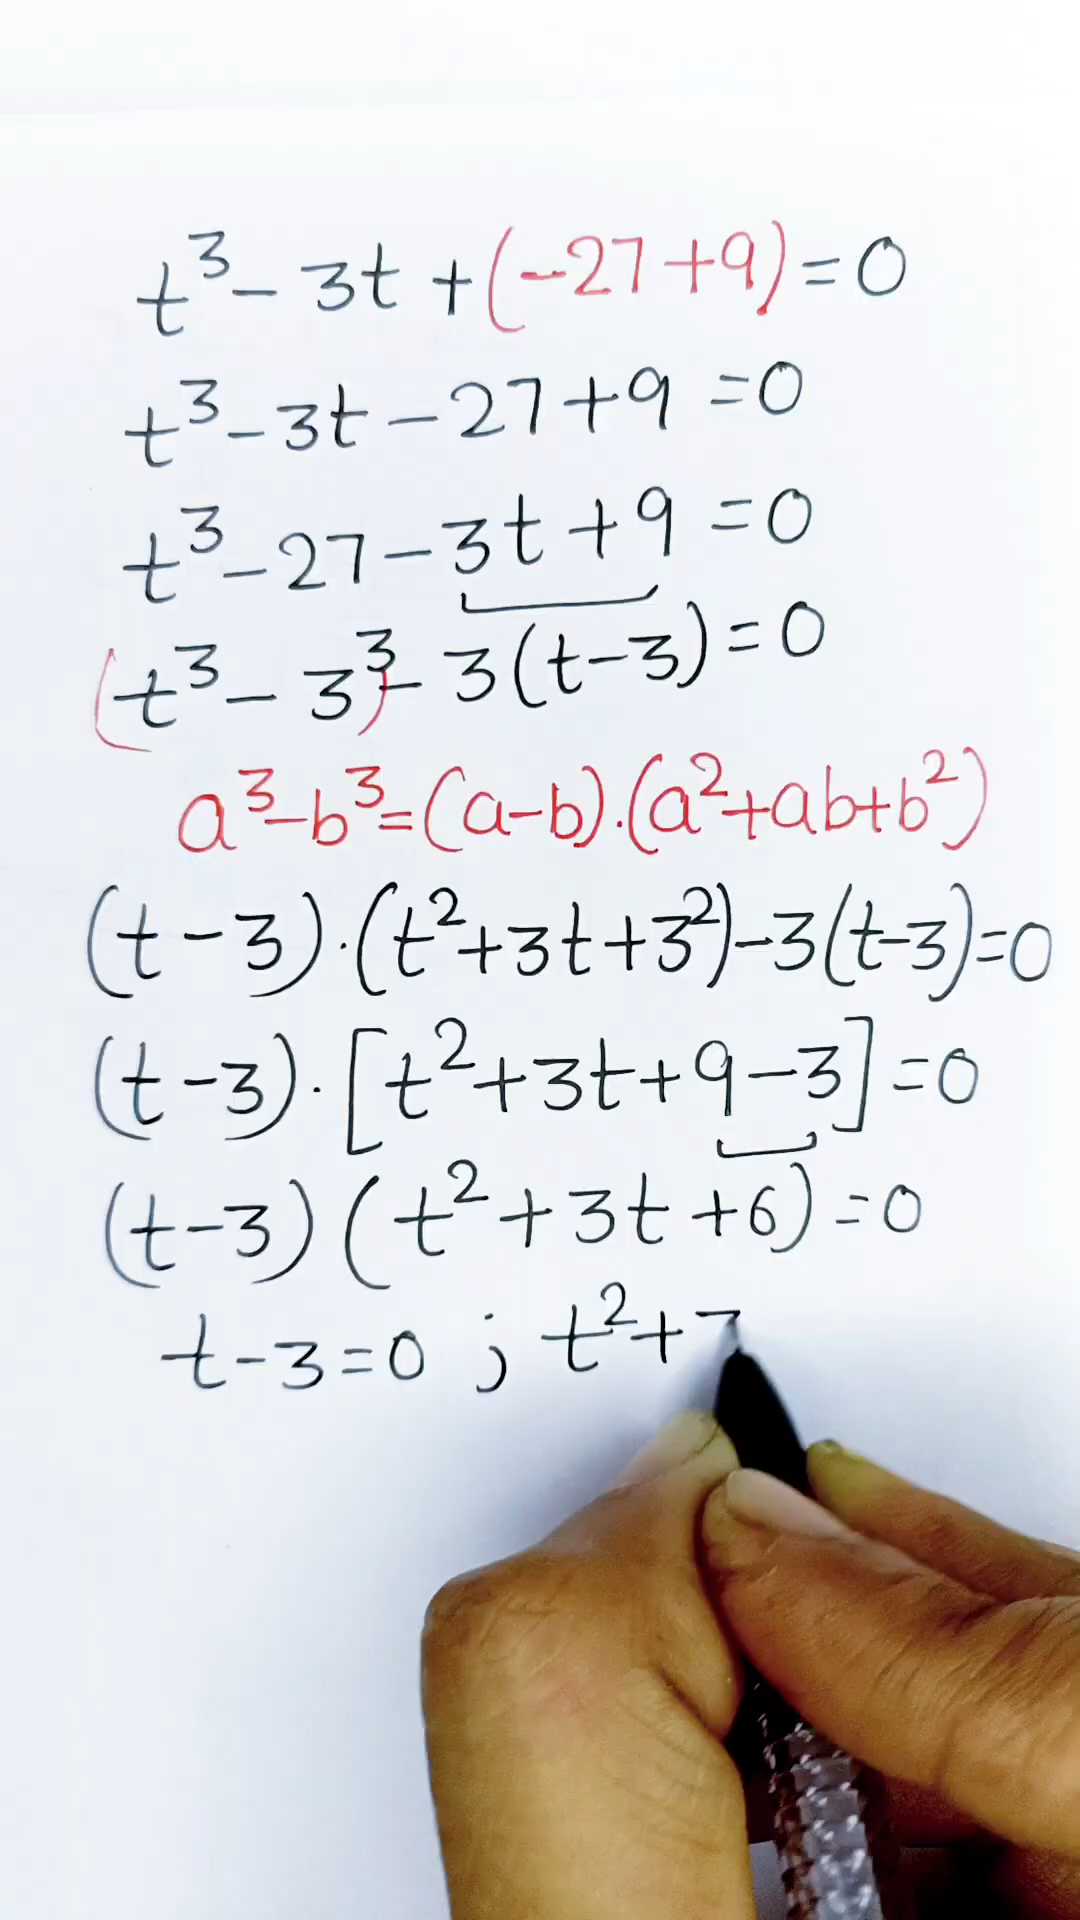 t³ - 3t + (-27 + 9) = 0
t³ - 3t - 27 + 9 = 0
t³ - 27 - 3t + 9 = 0
(t³ - 3³) - 3(t - 3) = 0
a³ - b³ = (a - b).(a² + ab + b²)
(t - 3).(t² + 3t + 3²) - 3(t - 3) = 0
(t - 3).[t² + 3t + 9 - 3] = 0
(t - 3)(t² + 3t + 6) = 0
t - 3 = 0 ; t² +